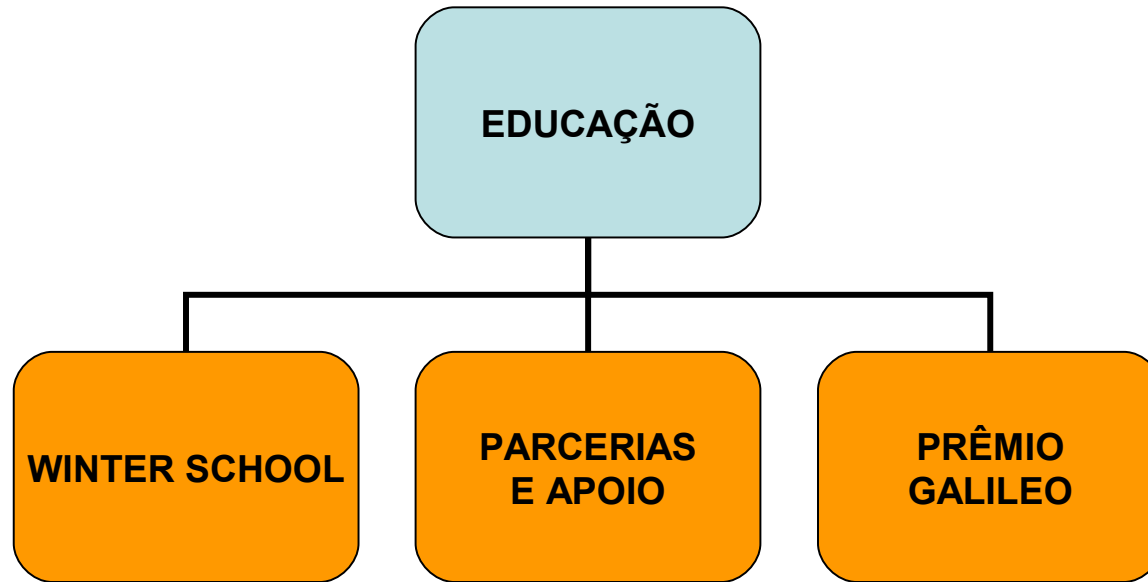 EDUCAÇÃO
WINTER SCHOOL
PARCERIAS
E APOIO
PRÊMIO
GALILEO